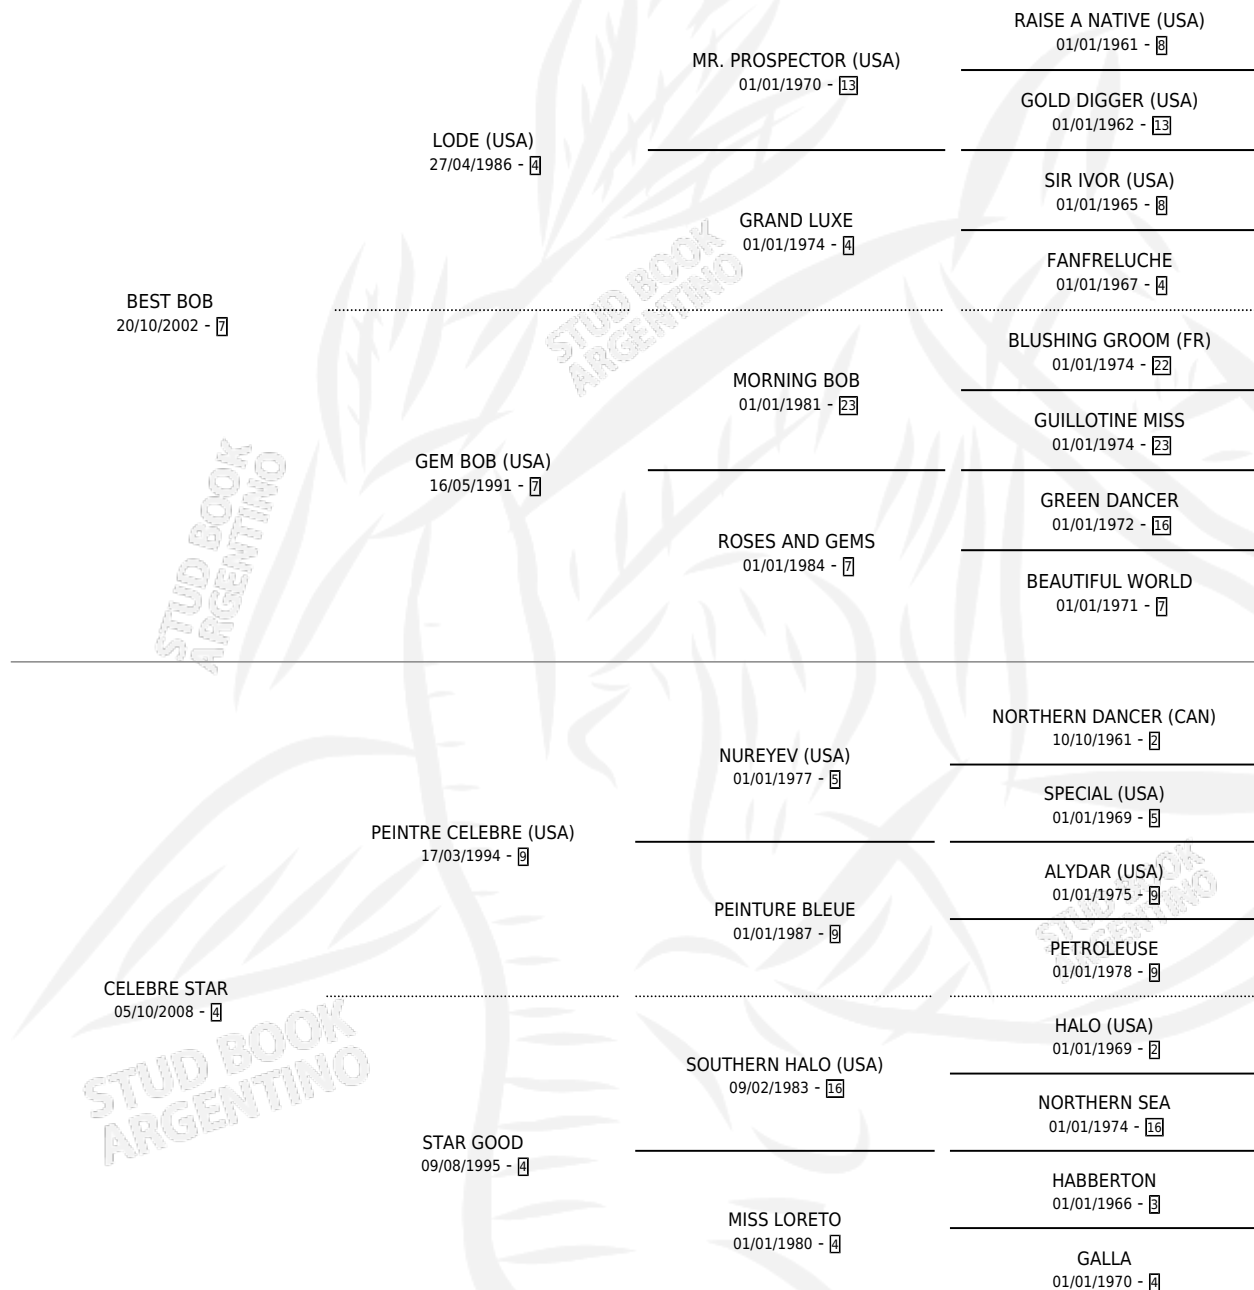 RAISE A NATIVE (USA)
01/01/1961 - 8
MR. PROSPECTOR (USA)
01/01/1970 - 13
GOLD DIGGER (USA)
01/01/1962 - 13
LODE (USA)
27/04/1986 - 4
SIR IVOR (USA)
01/01/1965 - 8
GRAND LUXE
01/01/1974 - 4
FANFRELUCHE
01/01/1967 - 4
BEST BOB
20/10/2002 - 7
BLUSHING GROOM (FR)
01/01/1974 - 22
MORNING BOB
01/01/1981 - 23
GUILLOTINE MISS
01/01/1974 - 23
GEM BOB (USA)
16/05/1991 - 7
GREEN DANCER
01/01/1972 - 16
ROSES AND GEMS
01/01/1984 - 7
BEAUTIFUL WORLD
01/01/1971 - 7
NORTHERN DANCER (CAN)
10/10/1961 - 2
NUREYEV (USA)
01/01/1977 - 5
SPECIAL (USA)
01/01/1969 - 5
PEINTRE CELEBRE (USA)
17/03/1994 - 9
ALYDAR (USA)
01/01/1975 - 9
PEINTURE BLEUE
01/01/1987 - 9
PETROLEUSE
01/01/1978 - 9
CELEBRE STAR
05/10/2008 - 4
HALO (USA)
01/01/1969 - 2
SOUTHERN HALO (USA)
09/02/1983 - 16
NORTHERN SEA
01/01/1974 - 16
STAR GOOD
09/08/1995 - 4
HABBERTON
01/01/1966 - 3
MISS LORETO
01/01/1980 - 4
GALLA
01/01/1970 - 4
STUD BOOK
ARGENTINO
STUD BOOK
ARGENTINO
STUD BOOK
ARGENTINO
STUD BOOK
ARGENTINO